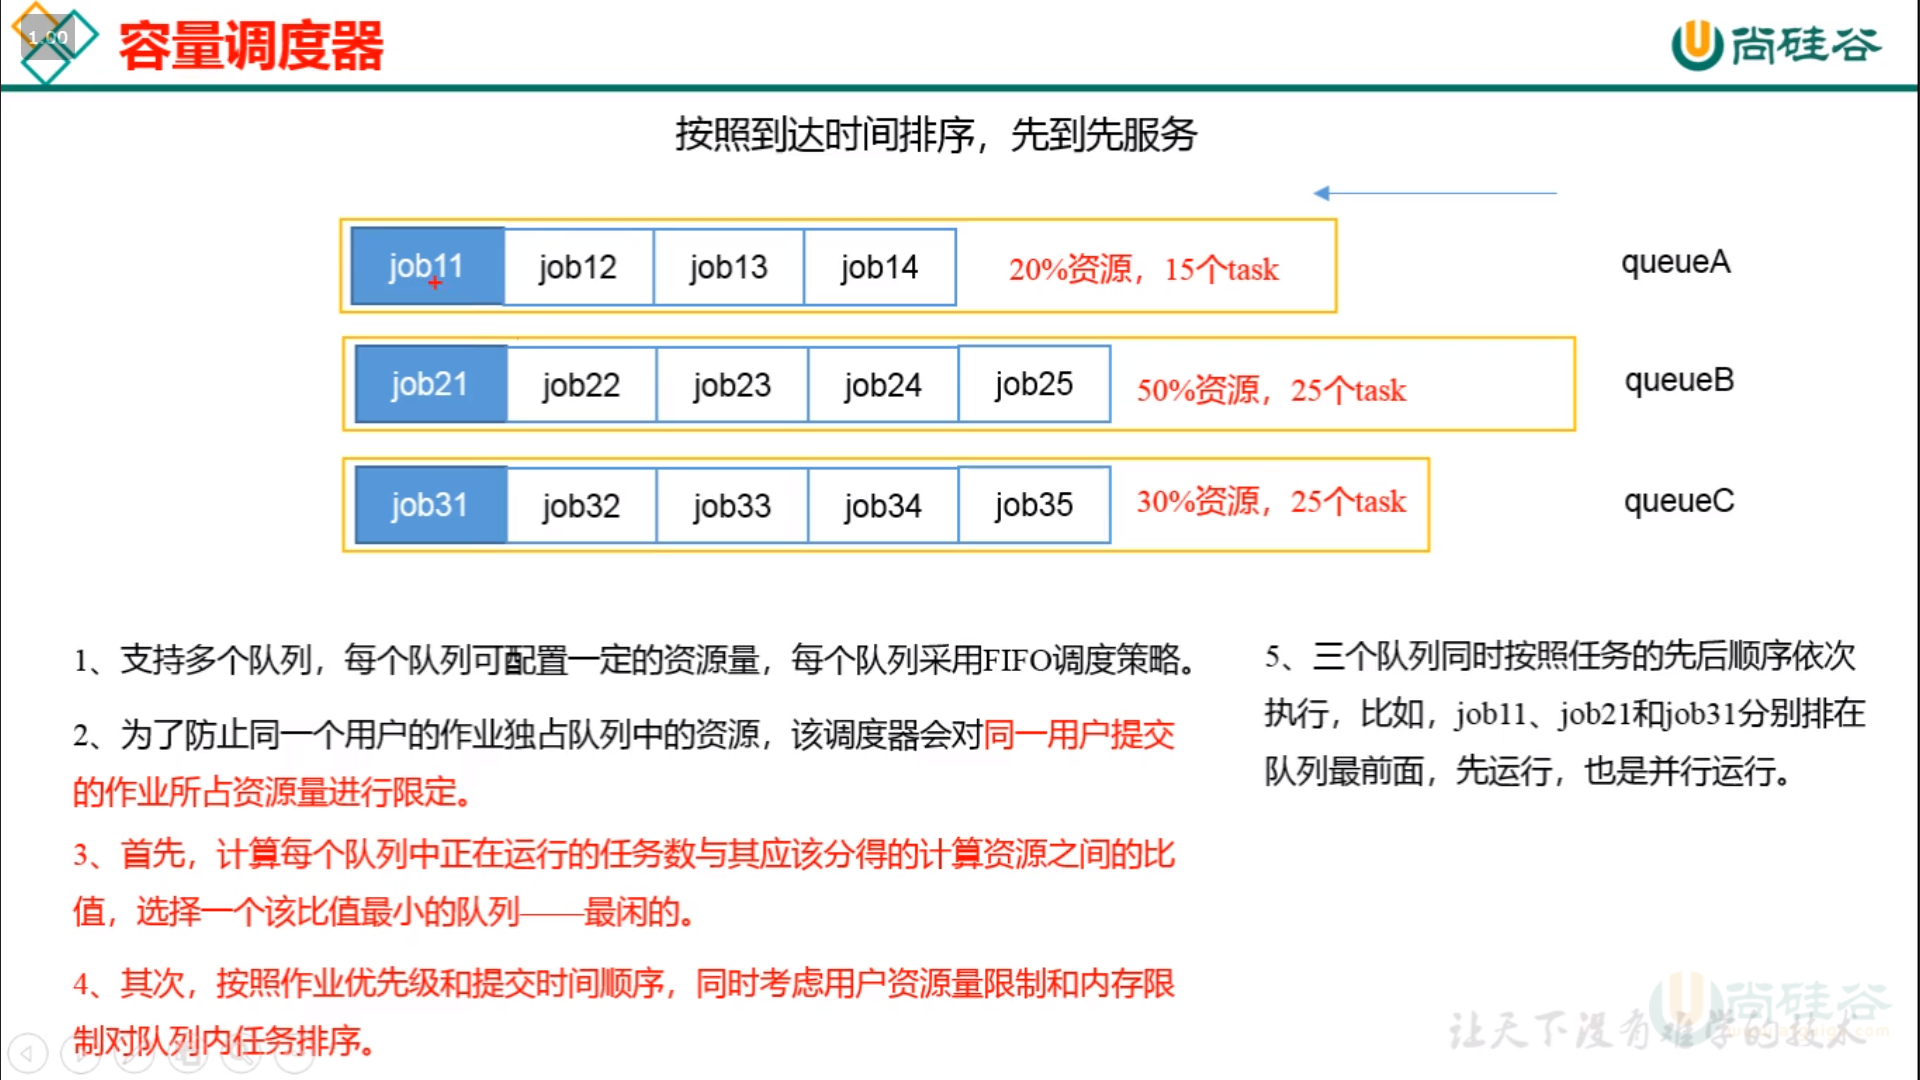 1.00
容量调度器
尚硅谷
按照到达时间排序，先到先服务
job11 job12 job13 job14 20%资源，15个task queueA
job21 job22 job23 job24 job25 50%资源，25个task queueB
job31 job32 job33 job34 job35 30%资源，25个task queueC
1、支持多个队列，每个队列可配置一定的资源量，每个队列采用FIFO调度策略。
2、为了防止同一个用户的作业独占队列中的资源，该调度器会对同一用户提交
的作业所占资源量进行限定。
3、首先，计算每个队列中正在运行的任务数与其应该分得的计算资源之间的比
值，选择一个该比值最小的队列——最闲的。
4、其次，按照作业优先级和提交时间顺序，同时考虑用户资源量限制和内存限
制对队列内任务排序。
5、三个队列同时按照任务的先后顺序依次
执行，比如，job11、job21和job31分别排在
队列最前面，先运行，也是并行运行。
尚硅谷
让天下没有难学的技术